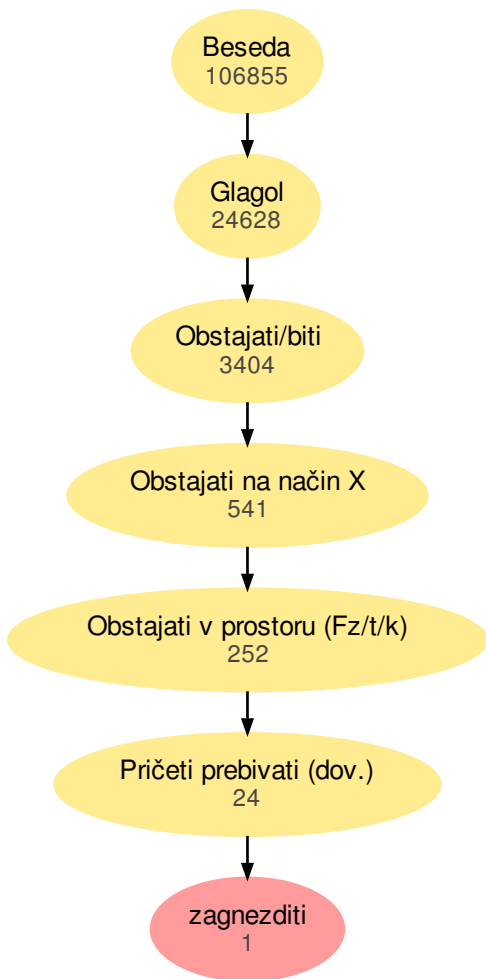 Beseda
106855
Glagol
24628
Obstajati/biti
3404
Obstajati na način X
541
Obstajati v prostoru (Fz/t/k)
252
Pričeti prebivati (dov.)
24
zagnezditi
1